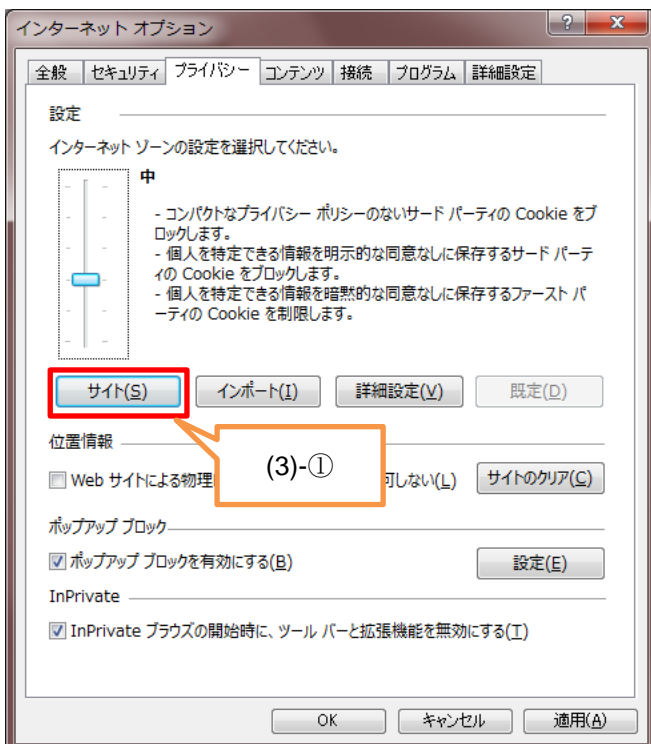 インターネット オプション
全般 セキュリティ プライバシー コンテンツ 接続 プログラム 詳細設定
設定
インターネット ゾーンの設定を選択してください。
中
- コンパクトなプライバシー ポリシーのないサード パーティの Cookie をブ
ロックします。
- 個人を特定できる情報を明示的な同意なしに保存するサード パーテ
ィの Cookie をブロックします。
- 個人を特定できる情報を暗黙的な同意なしに保存するファースト パ
ーティの Cookie を制限します。
サイト(S) インポート(I) 詳細設定(V) 既定(D)
位置情報
(3)-①
Web サイトによる物理 可しない(L) サイトのクリア(C)
ポップアップ ブロック
ポップアップ ブロックを有効にする(B) 設定(E)
InPrivate
InPrivate ブラウズの開始時に、ツール バーと拡張機能を無効にする(T)
OK キャンセル 適用(A)